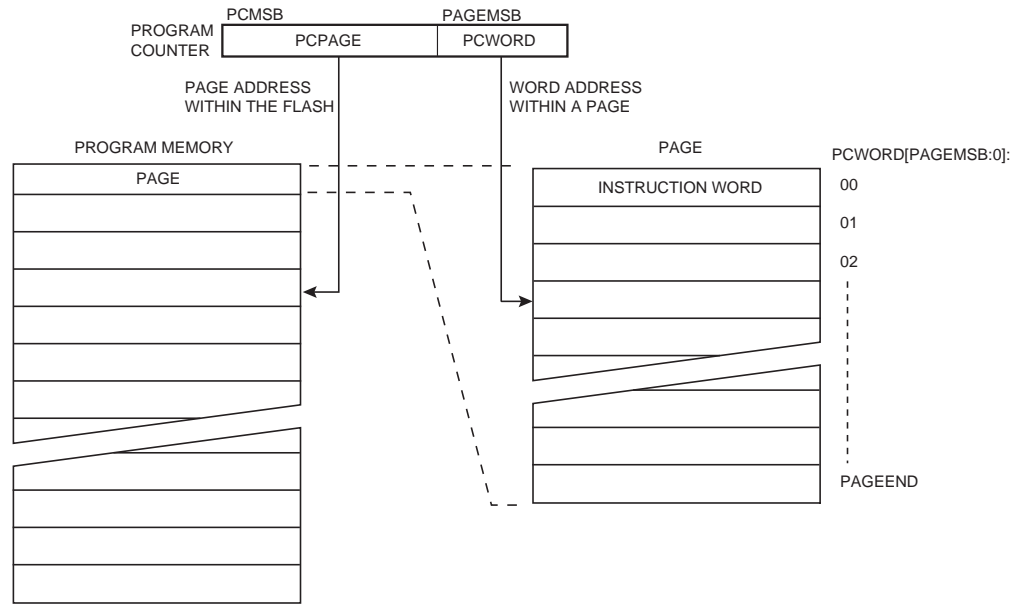 PCMSB
PAGEMSB
PROGRAM
COUNTER
PCPAGE
PCWORD
PAGE ADDRESS
WITHIN THE FLASH
WORD ADDRESS
WITHIN A PAGE
PROGRAM MEMORY
PAGE
PAGE
INSTRUCTION WORD
PCWORD[PAGEMSB:0]:
00
01
02
PAGEEND